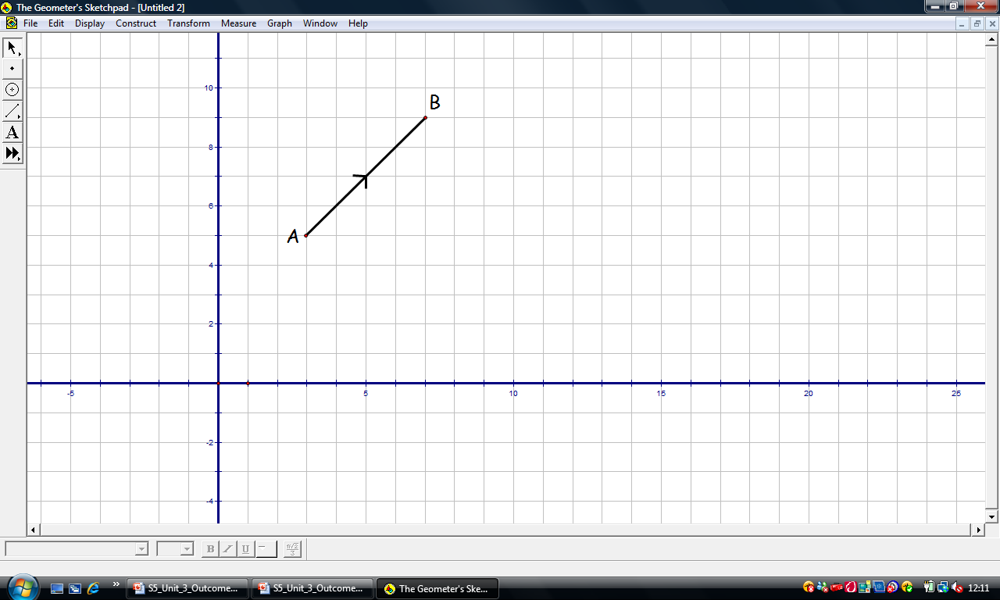 The Geometer's Sketchpad - [Untitled 2]
File Edit Display Construct Transform Measure Graph Window Help
A
10
B
8
6
A
4
2
-5 5 10 15 20 25
-2
-4
B I U
S5_Unit_3_Outcome... S5_Unit_3_Outcome... The Geometer's Ske... 12:11